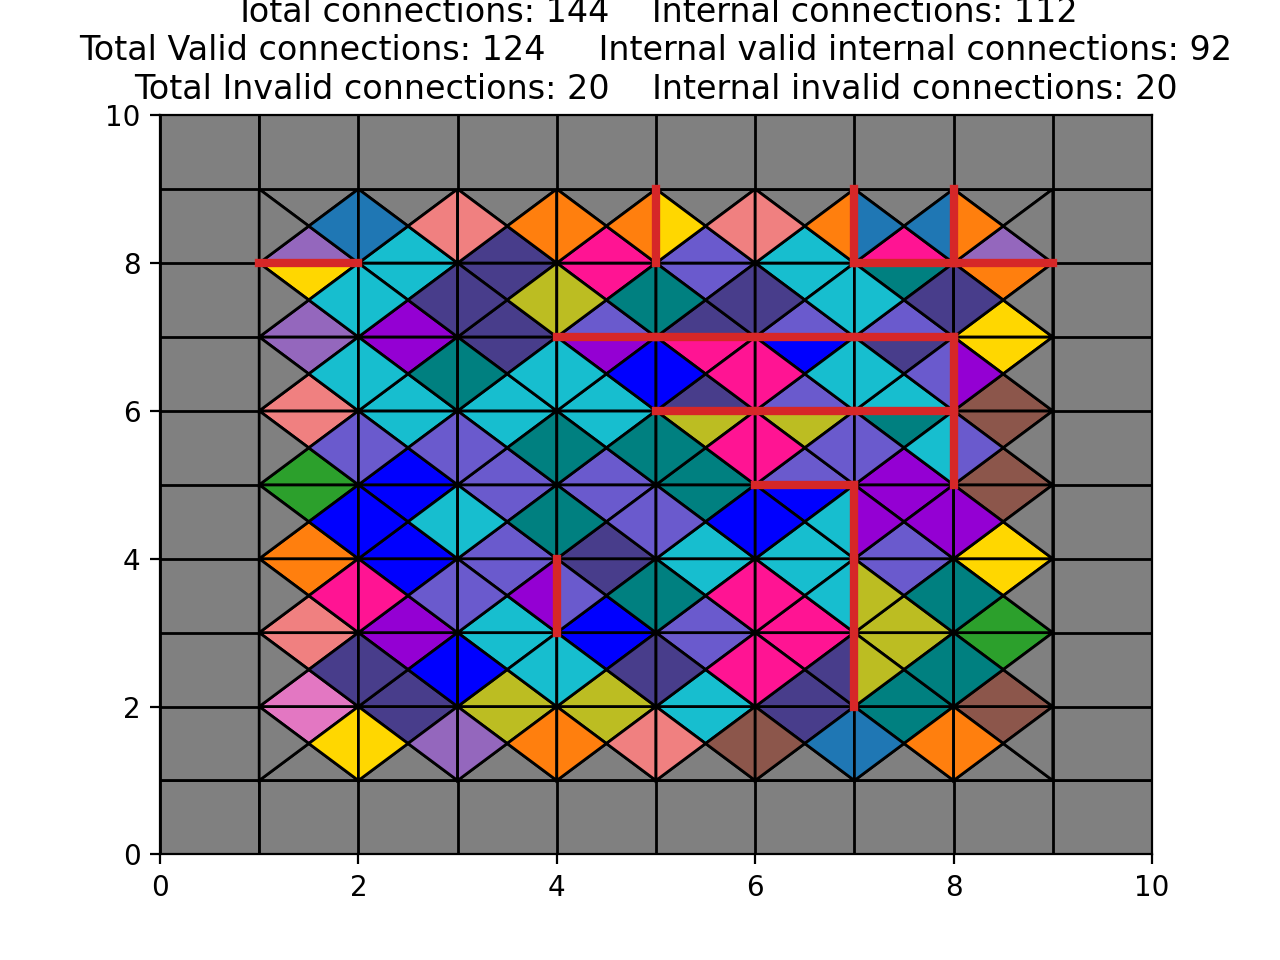 Total connections: 144 Internal connections: 112
Total Valid connections: 124 Internal valid internal connections: 92
Total Invalid connections: 20 Internal invalid connections: 20
10
8
6
4
2
0
0 2 4 6 8 10